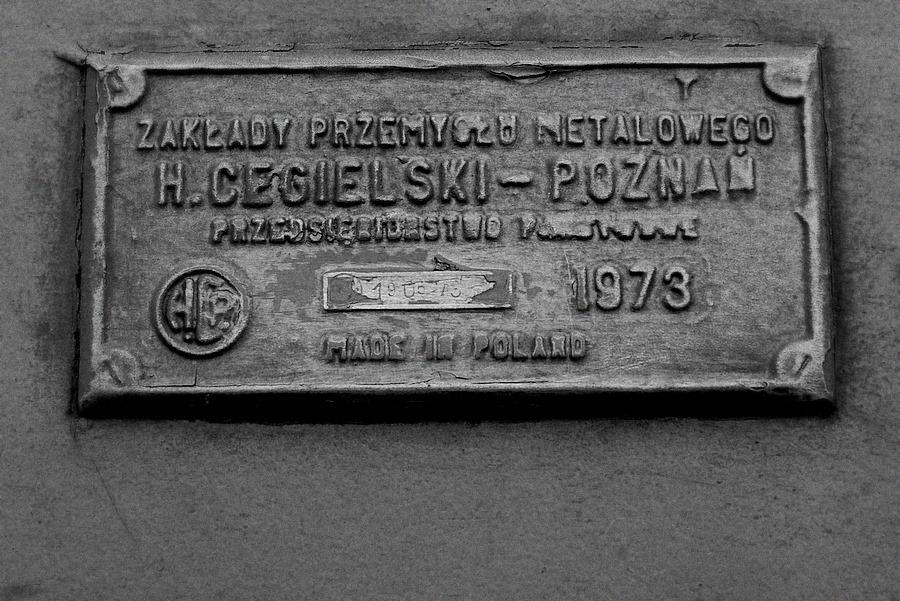 Y
ZAKŁADY PRZEMYSŁU METALOWEGO
H. CEGIELSKI – POZNAŃ
PRZEDSIĘBIORSTWO
1973
H.C.P.
MADE IN POLAND